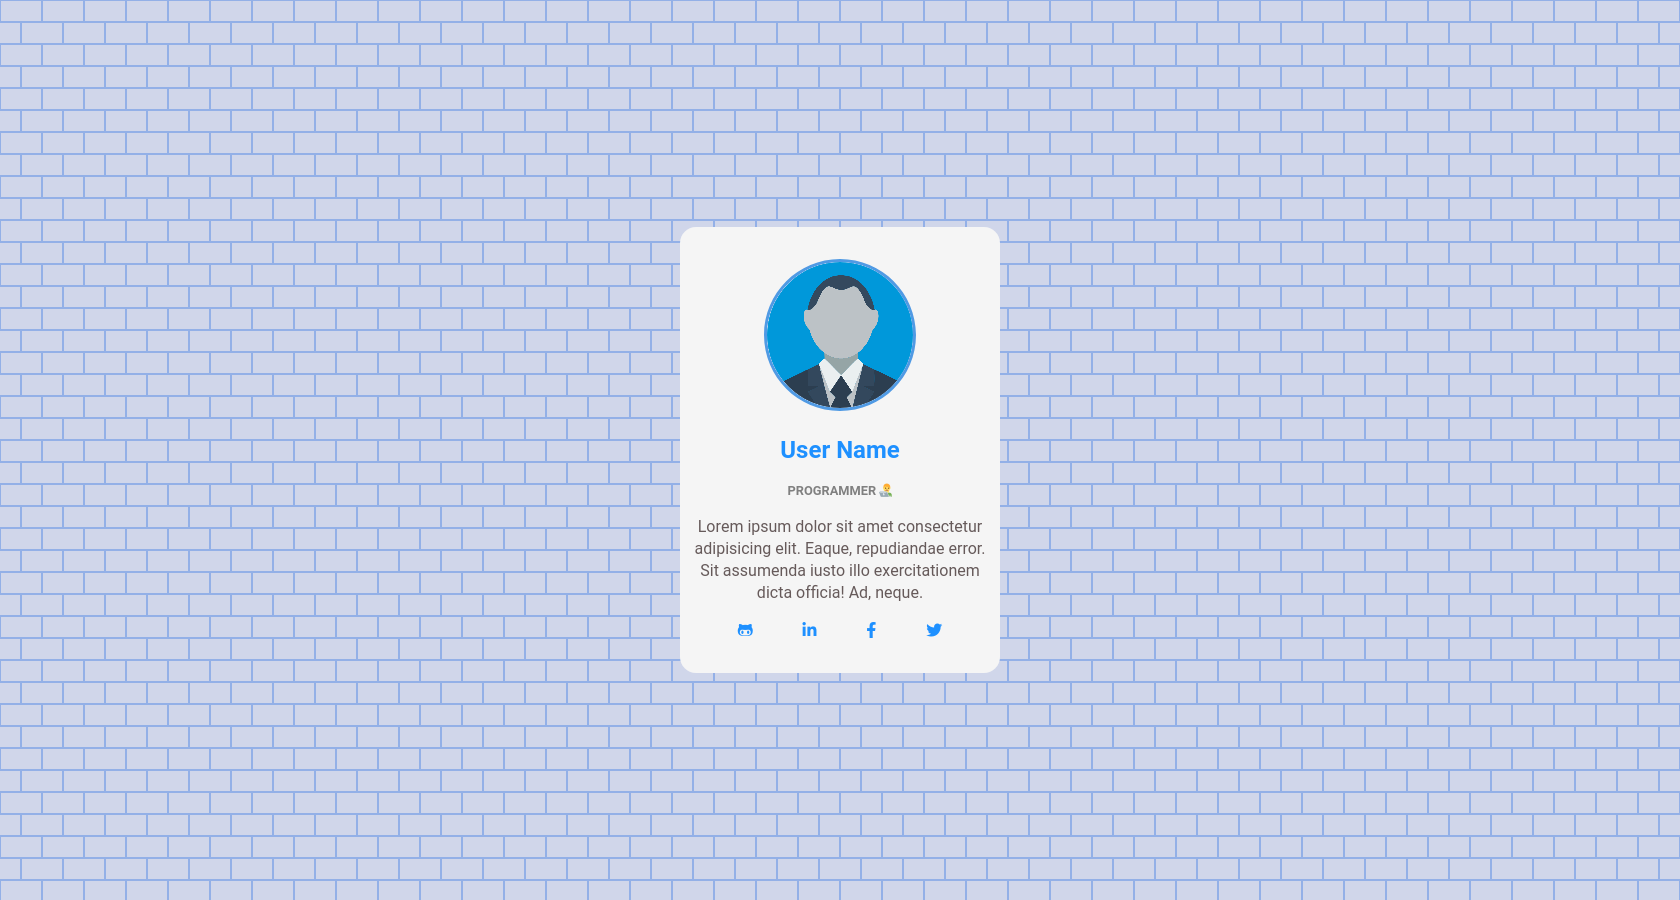 User Name
PROGRAMMER 👨‍💻
Lorem ipsum dolor sit amet consectetur
adipisicing elit. Eaque, repudiandae error.
Sit assumenda iusto illo exercitationem
dicta officia! Ad, neque.